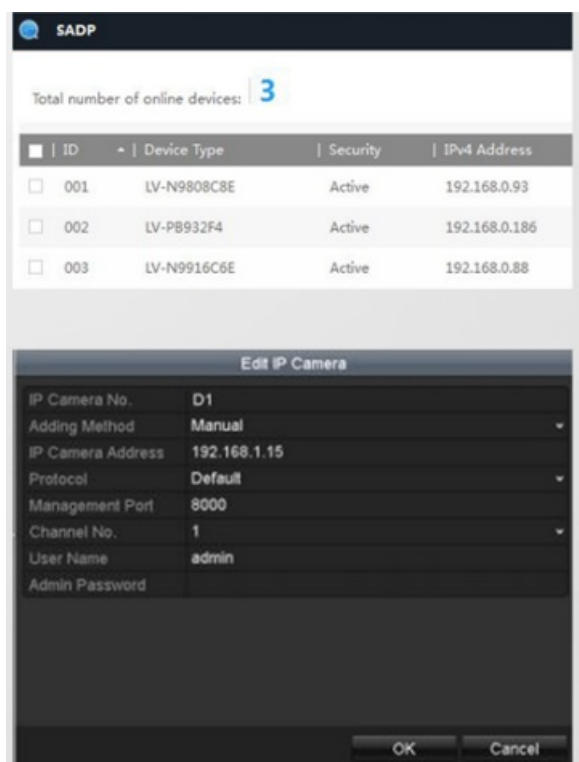 SADP
Total number of online devices: 3
ID Device Type Security IPv4 Address
001 LV-N9808C8E Active 192.168.0.93
002 LV-PB932F4 Active 192.168.0.186
003 LV-N9916C6E Active 192.168.0.88
Edit IP Camera
IP Camera No. D1
Adding Method Manual
IP Camera Address 192.168.1.15
Protocol Default
Management Port 8000
Channel No. 1
User Name admin
Admin Password
OK Cancel